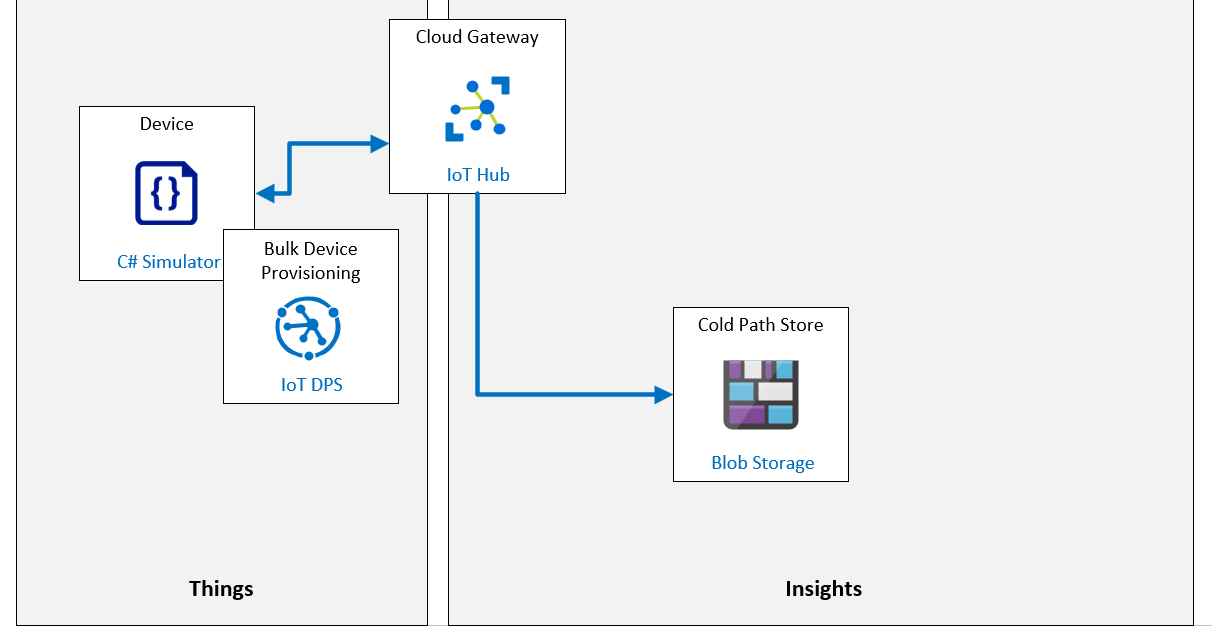 Cloud Gateway
IoT Hub
Device
{}
C# Simulator
Bulk Device
Provisioning
IoT DPS
Cold Path Store
Blob Storage
Things
Insights